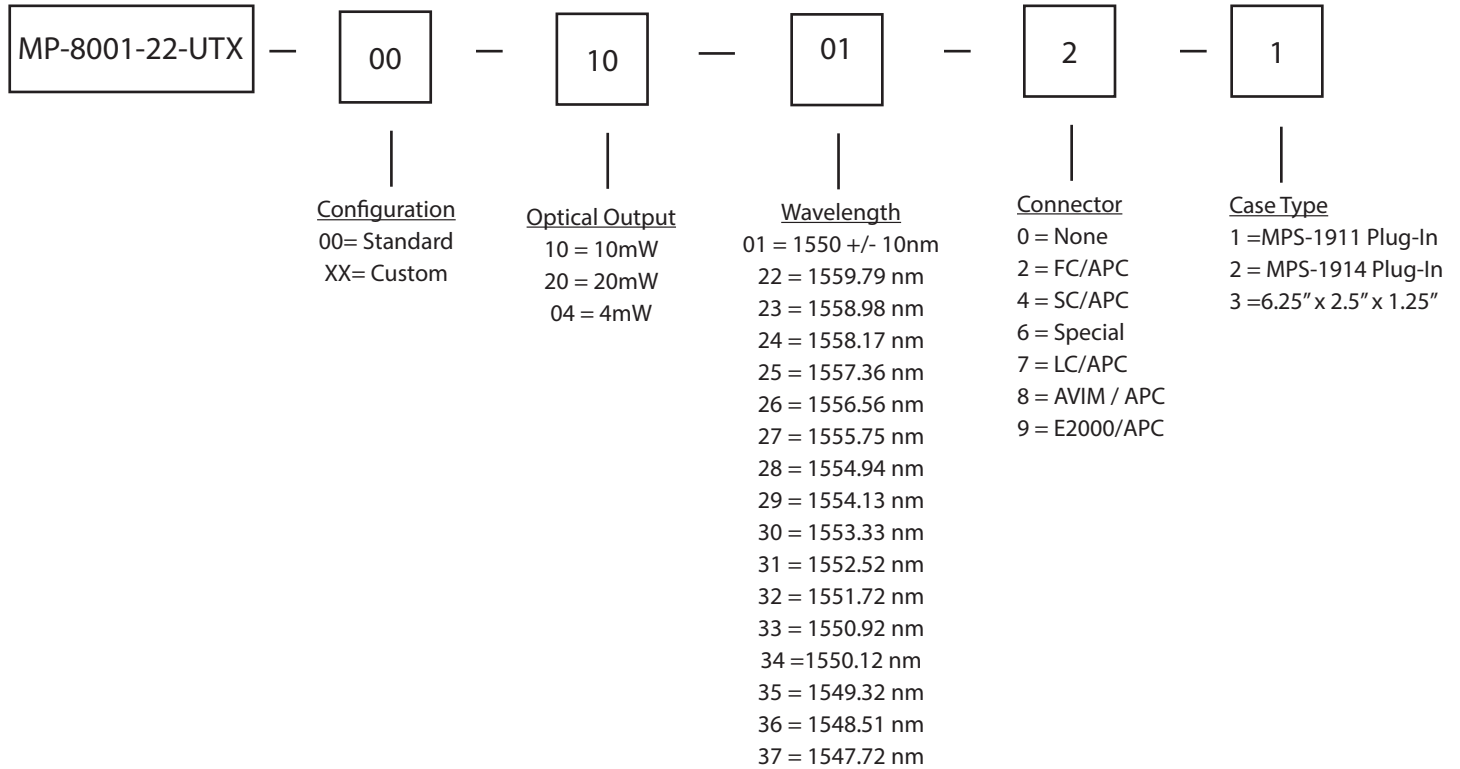 MP-8001-22-UTX — 00 — 10 — 01 — 2 — 1
Configuration
00= Standard
XX= Custom
Optical Output
10 = 10mW
20 = 20mW
04 = 4mW
Wavelength
01 = 1550 +/- 10nm
22 = 1559.79 nm
23 = 1558.98 nm
24 = 1558.17 nm
25 = 1557.36 nm
26 = 1556.56 nm
27 = 1555.75 nm
28 = 1554.94 nm
29 = 1554.13 nm
30 = 1553.33 nm
31 = 1552.52 nm
32 = 1551.72 nm
33 = 1550.92 nm
34 =1550.12 nm
35 = 1549.32 nm
36 = 1548.51 nm
37 = 1547.72 nm
Connector
0 = None
2 = FC/APC
4 = SC/APC
6 = Special
7 = LC/APC
8 = AVIM / APC
9 = E2000/APC
Case Type
1 =MPS-1911 Plug-In
2 = MPS-1914 Plug-In
3 =6.25” x 2.5” x 1.25”